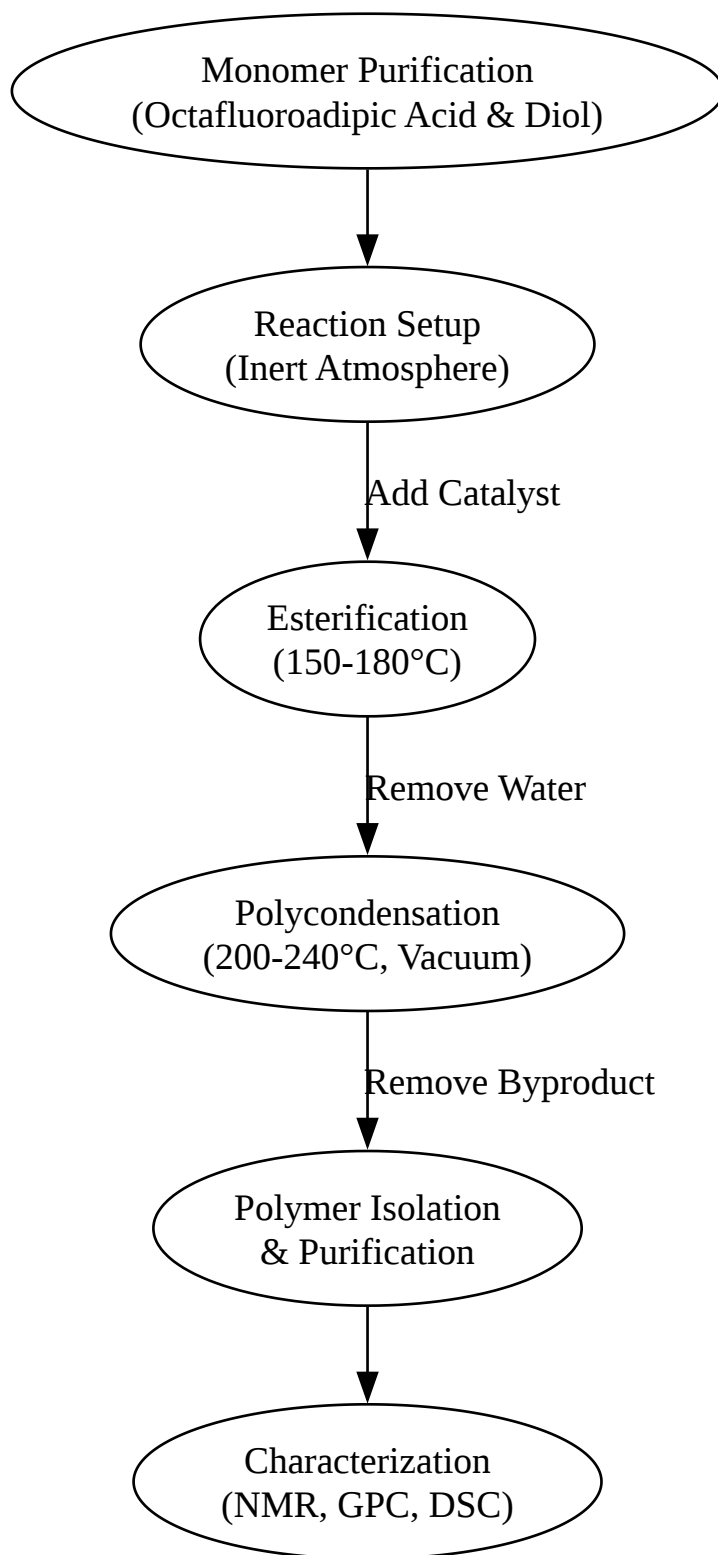 Monomer Purification
(Octafluoroadipic Acid & Diol)
Reaction Setup
(Inert Atmosphere)
Add Catalyst
Esterification
(150-180°C)
Remove Water
Polycondensation
(200-240°C, Vacuum)
Remove Byproduct
Polymer Isolation
& Purification
Characterization
(NMR, GPC, DSC)